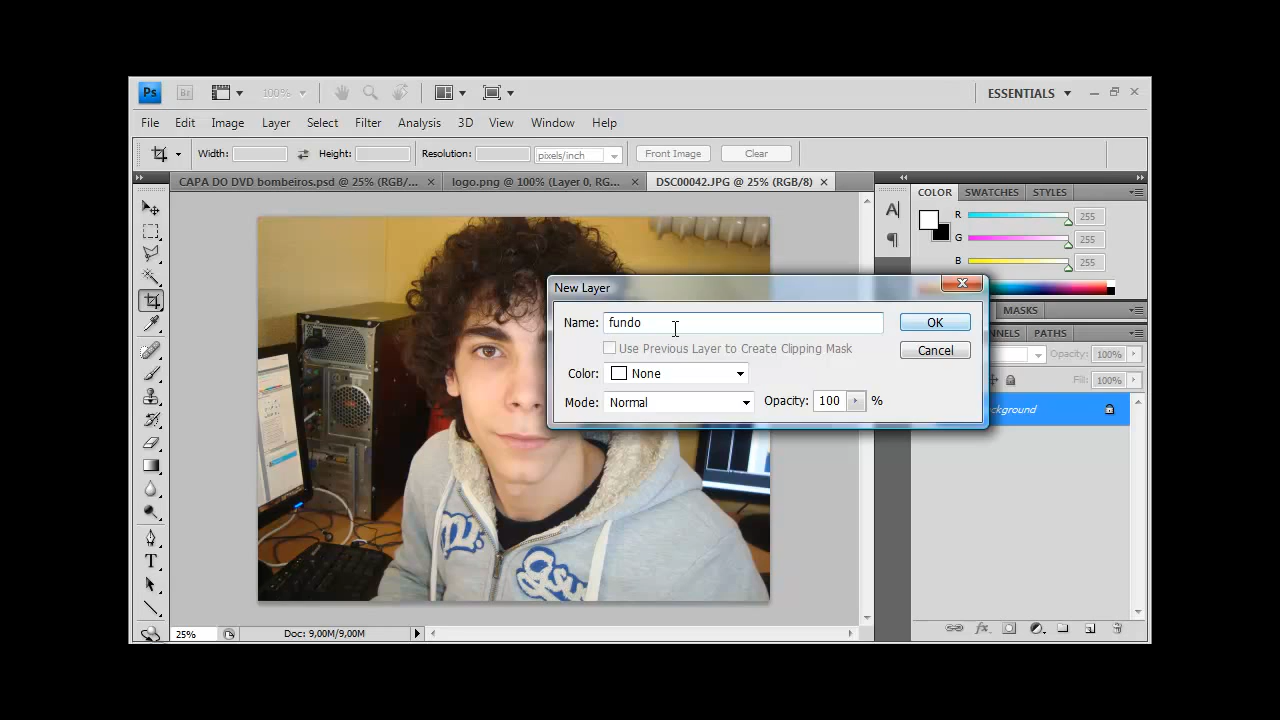 Ps Br 100% ESSENTIALS
File Edit Image Layer Select Filter Analysis 3D View Window Help
Width: Height: Resolution: pixels/inch Front Image Clear
CAPA DO DVD bombeiros.psd @ 25% (RGB/... logo.png @ 100% (Layer 0, RG... DSC00042.JPG @ 25% (RGB/8)
COLOR SWATCHES STYLES
R 255
G 255
B 255
New Layer
Name: fundo OK
Use Previous Layer to Create Clipping Mask Cancel
Color: None
Mode: Normal Opacity: 100 %
MASKS
NNELS PATHS
Opacity: 100%
Fill: 100%
ackground
A
T
fx
25% Doc: 9,00M/9,00M